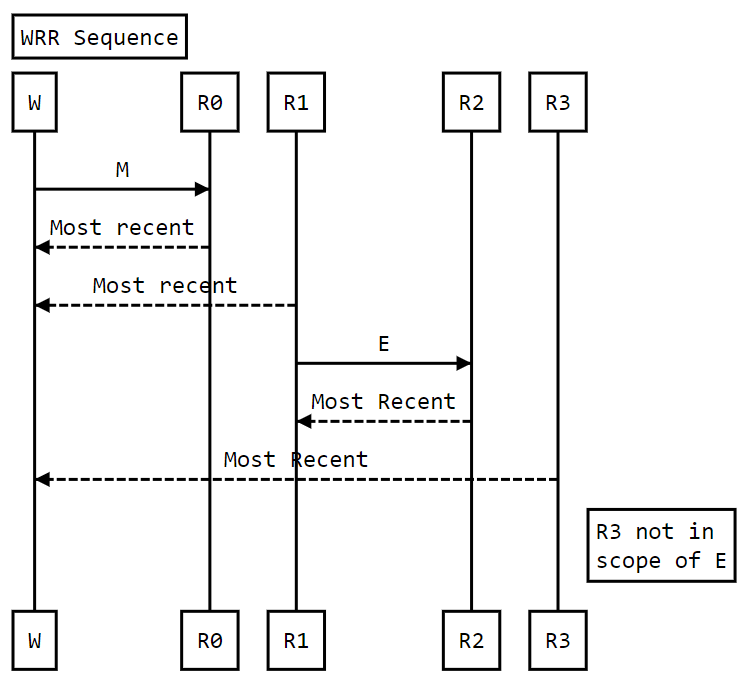 WRR Sequence
W R0 R1 R2 R3
M
Most recent
Most recent
E
Most Recent
Most Recent
R3 not in
scope of E
W R0 R1 R2 R3